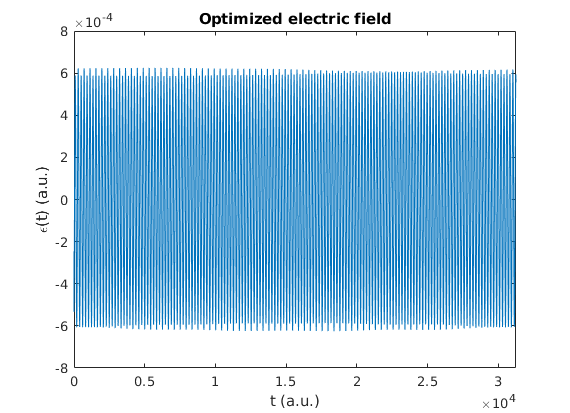 Optimized electric field
×10⁻⁴
8
6
4
2
0
-2
-4
-6
-8
ϵ(t) (a.u.)
0 0.5 1 1.5 2 2.5 3
×10⁴
t (a.u.)